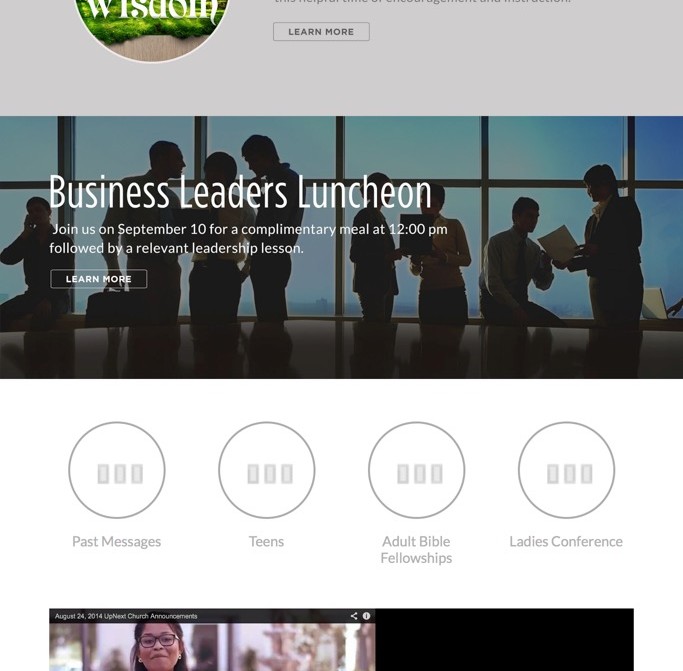 Wisdom
this helpful time of encouragement and instruction.
LEARN MORE
Business Leaders Luncheon
Join us on September 10 for a complimentary meal at 12:00 pm
followed by a relevant leadership lesson.
LEARN MORE
Past Messages
Teens
Adult Bible
Fellowships
Ladies Conference
August 24, 2014 UpNext Church Announcements